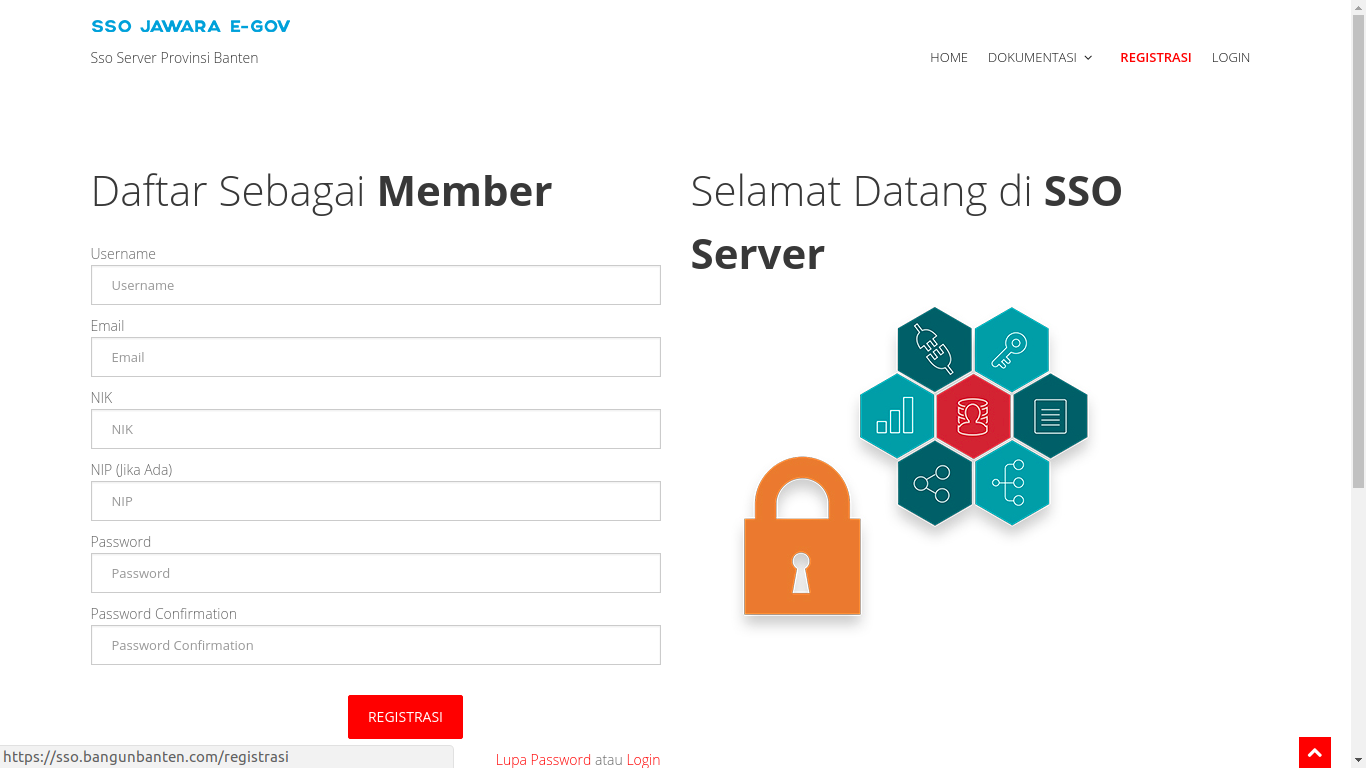 SSO JAWARA E-GOV
Sso Server Provinsi Banten
HOME DOKUMENTASI REGISTRASI LOGIN
Daftar Sebagai Member
Username
Username
Email
Email
NIK
NIK
NIP (Jika Ada)
NIP
Password
Password
Password Confirmation
Password Confirmation
REGISTRASI
Lupa Password atau Login
Selamat Datang di SSO
Server
https://sso.bangunbanten.com/registrasi